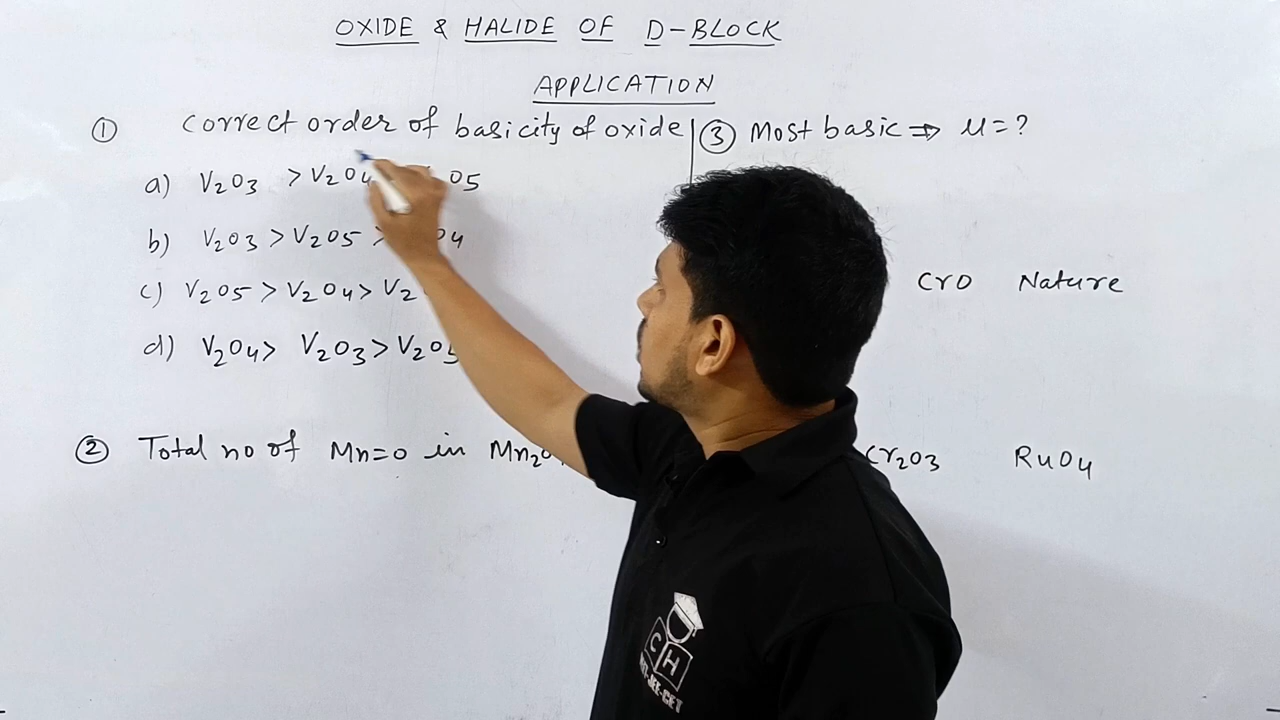 OXIDE & HALIDE OF D-BLOCK
APPLICATION
① Correct order of basicity of oxide
a) V2O3 > V2O4 O5
b) V2O3 > V2O5 > O4
c) V2O5 > V2O4 > V2
d) V2O4 > V2O3 > V2O5
② Total no of Mn=O in Mn2O
③ Most basic ⇒ μ=?
CrO Nature
Cr2O3 RuO4
CH